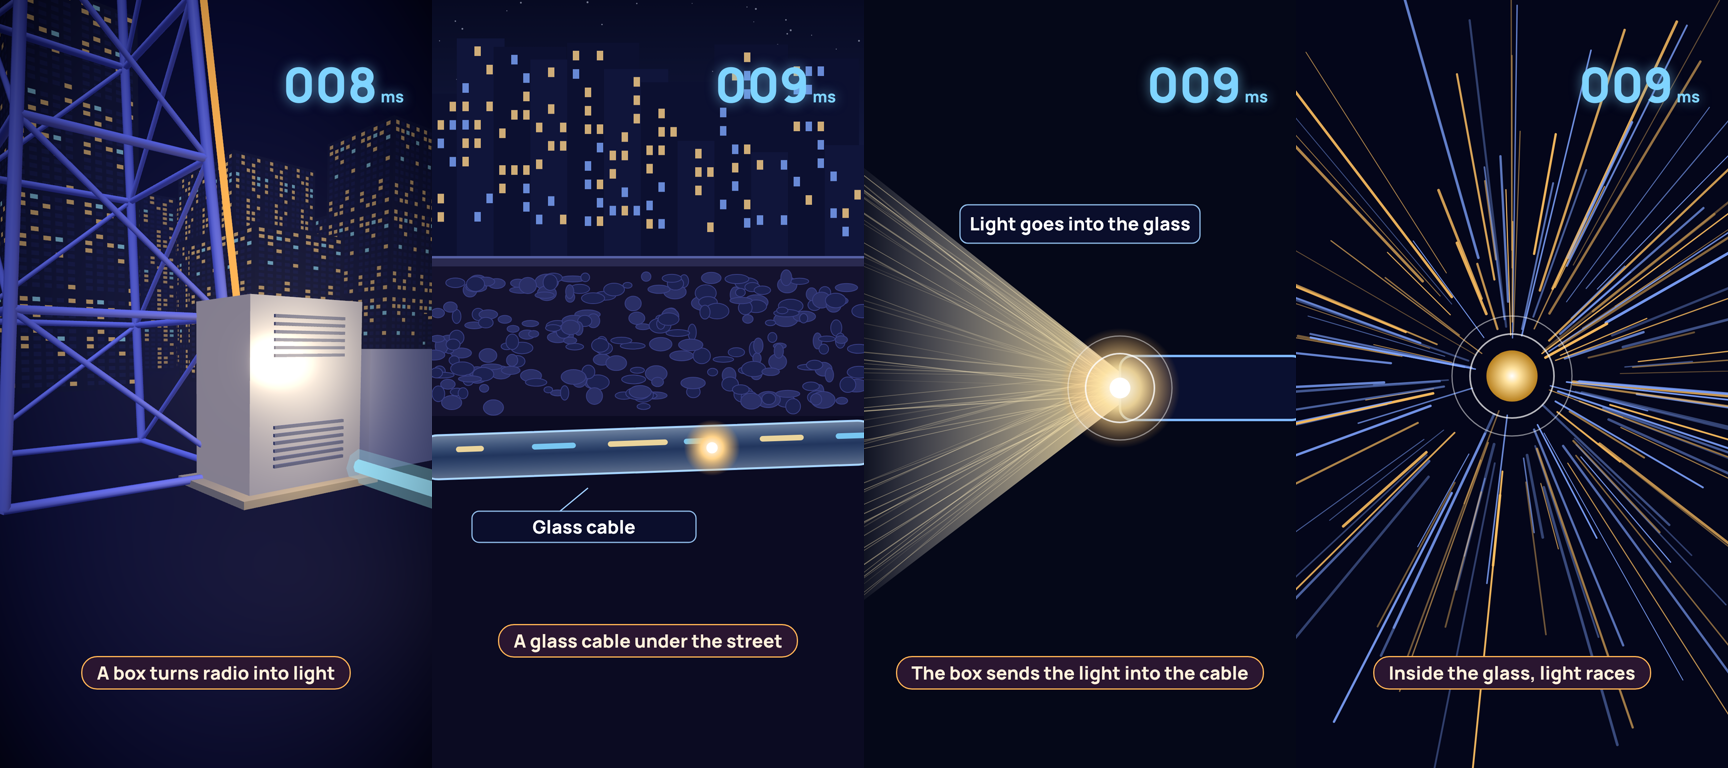 008 ms
A box turns radio into light
009 ms
Glass cable
A glass cable under the street
009 ms
Light goes into the glass
The box sends the light into the cable
009 ms
Inside the glass, light races